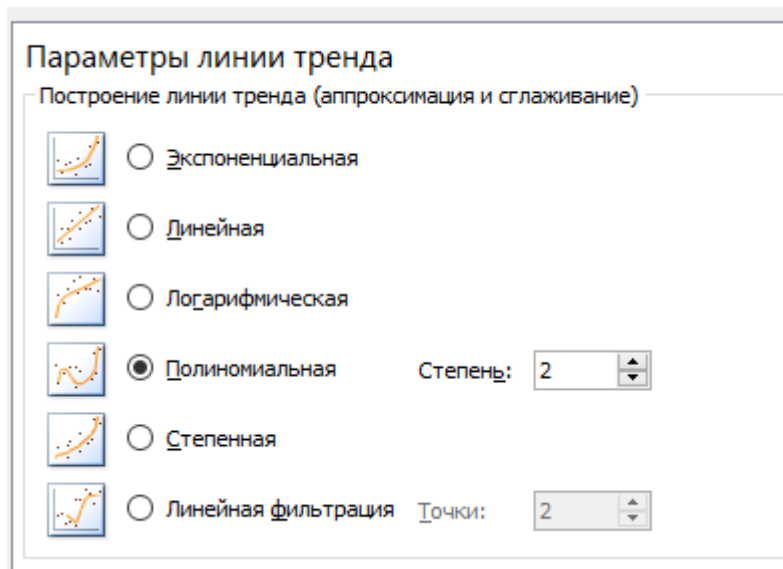 Параметры линии тренда
Построение линии тренда (аппроксимация и сглаживание)
Экспоненциальная
Линейная
Логарифмическая
Полиномиальная Степень: 2
Степенная
Линейная фильтрация Точки: 2